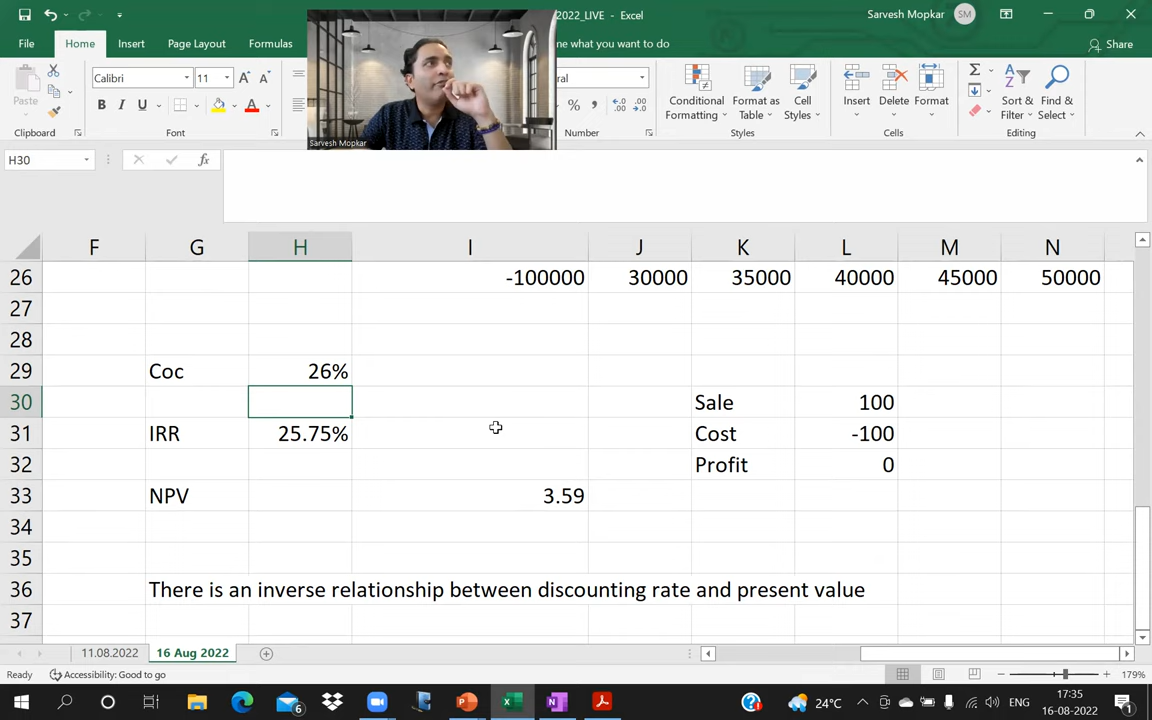 2022_LIVE - Excel
Sarvesh Mopkar SM
File Home Insert Page Layout Formulas
me what you want to do
Share
Paste
Calibri 11
ral
Conditional Formatting
Format as Table
Cell Styles
Insert Delete Format
Sort & Filter
Find & Select
Clipboard Font Number Styles Cells Editing
Sarvesh Mopkar
H30 fx
F G H I J K L M N
26 -100000 30000 35000 40000 45000 50000
27
28
29 Coc 26%
30 Sale 100
31 IRR 25.75% Cost -100
32 Profit 0
33 NPV 3.59
34
35
36 There is an inverse relationship between discounting rate and present value
37
11.08.2022 16 Aug 2022
Ready Accessibility: Good to go 179%
6 24°C ENG 17:35
16-08-2022 1